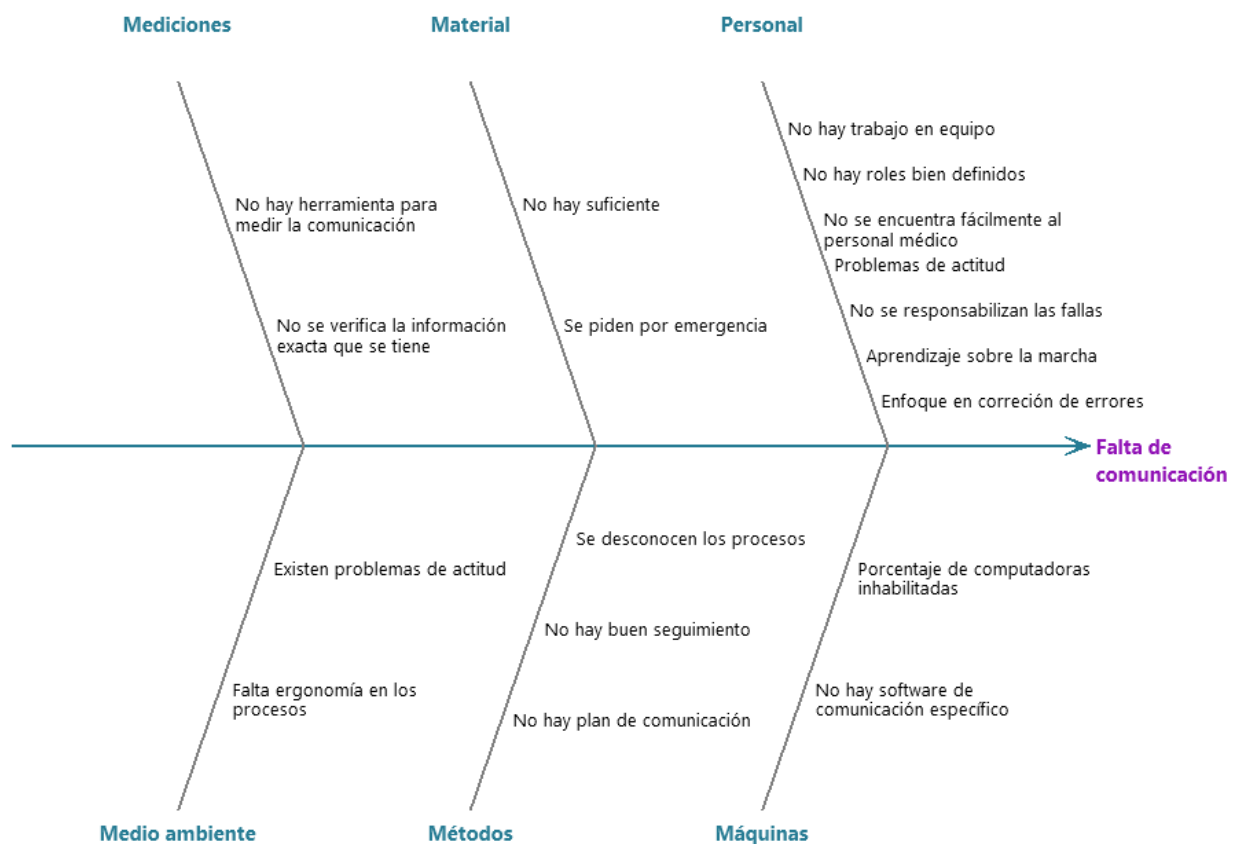 Mediciones
Material
Personal
No hay trabajo en equipo
No hay roles bien definidos
No hay herramienta para
medir la comunicación
No hay suficiente
No se encuentra fácilmente al
personal médico
Problemas de actitud
No se responsabilizan las fallas
No se verifica la información
exacta que se tiene
Se piden por emergencia
Aprendizaje sobre la marcha
Enfoque en correción de errores
Falta de
comunicación
Se desconocen los procesos
Existen problemas de actitud
Porcentaje de computadoras
inhabilitadas
No hay buen seguimiento
Falta ergonomía en los
procesos
No hay plan de comunicación
No hay software de
comunicación específico
Medio ambiente
Métodos
Máquinas